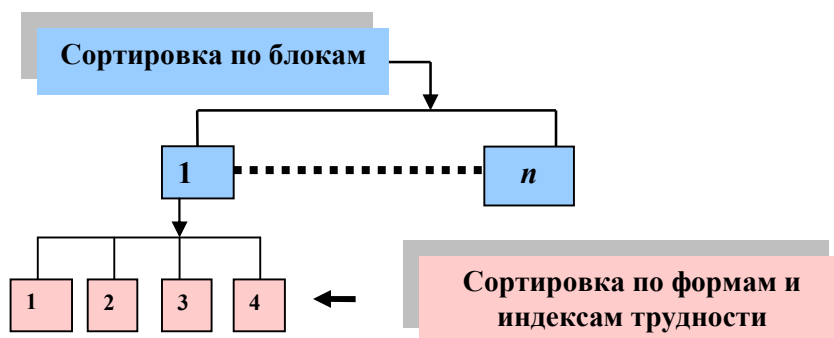 Сортировка по блокам
1
n
1
2
3
4
Сортировка по формам и
индексам трудности